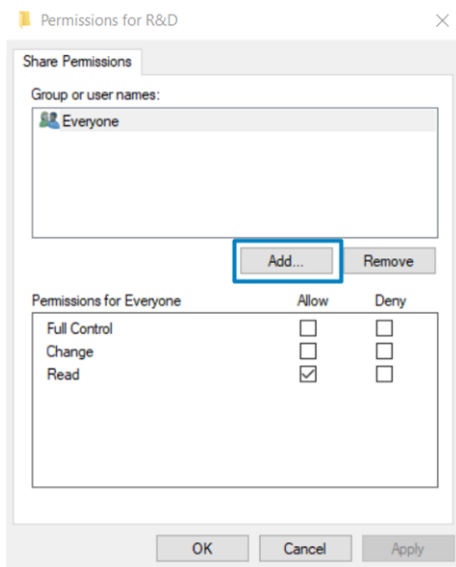 Permissions for R&D
Share Permissions
Group or user names:
Everyone
Add... Remove
Permissions for Everyone Allow Deny
Full Control
Change
Read
OK Cancel Apply